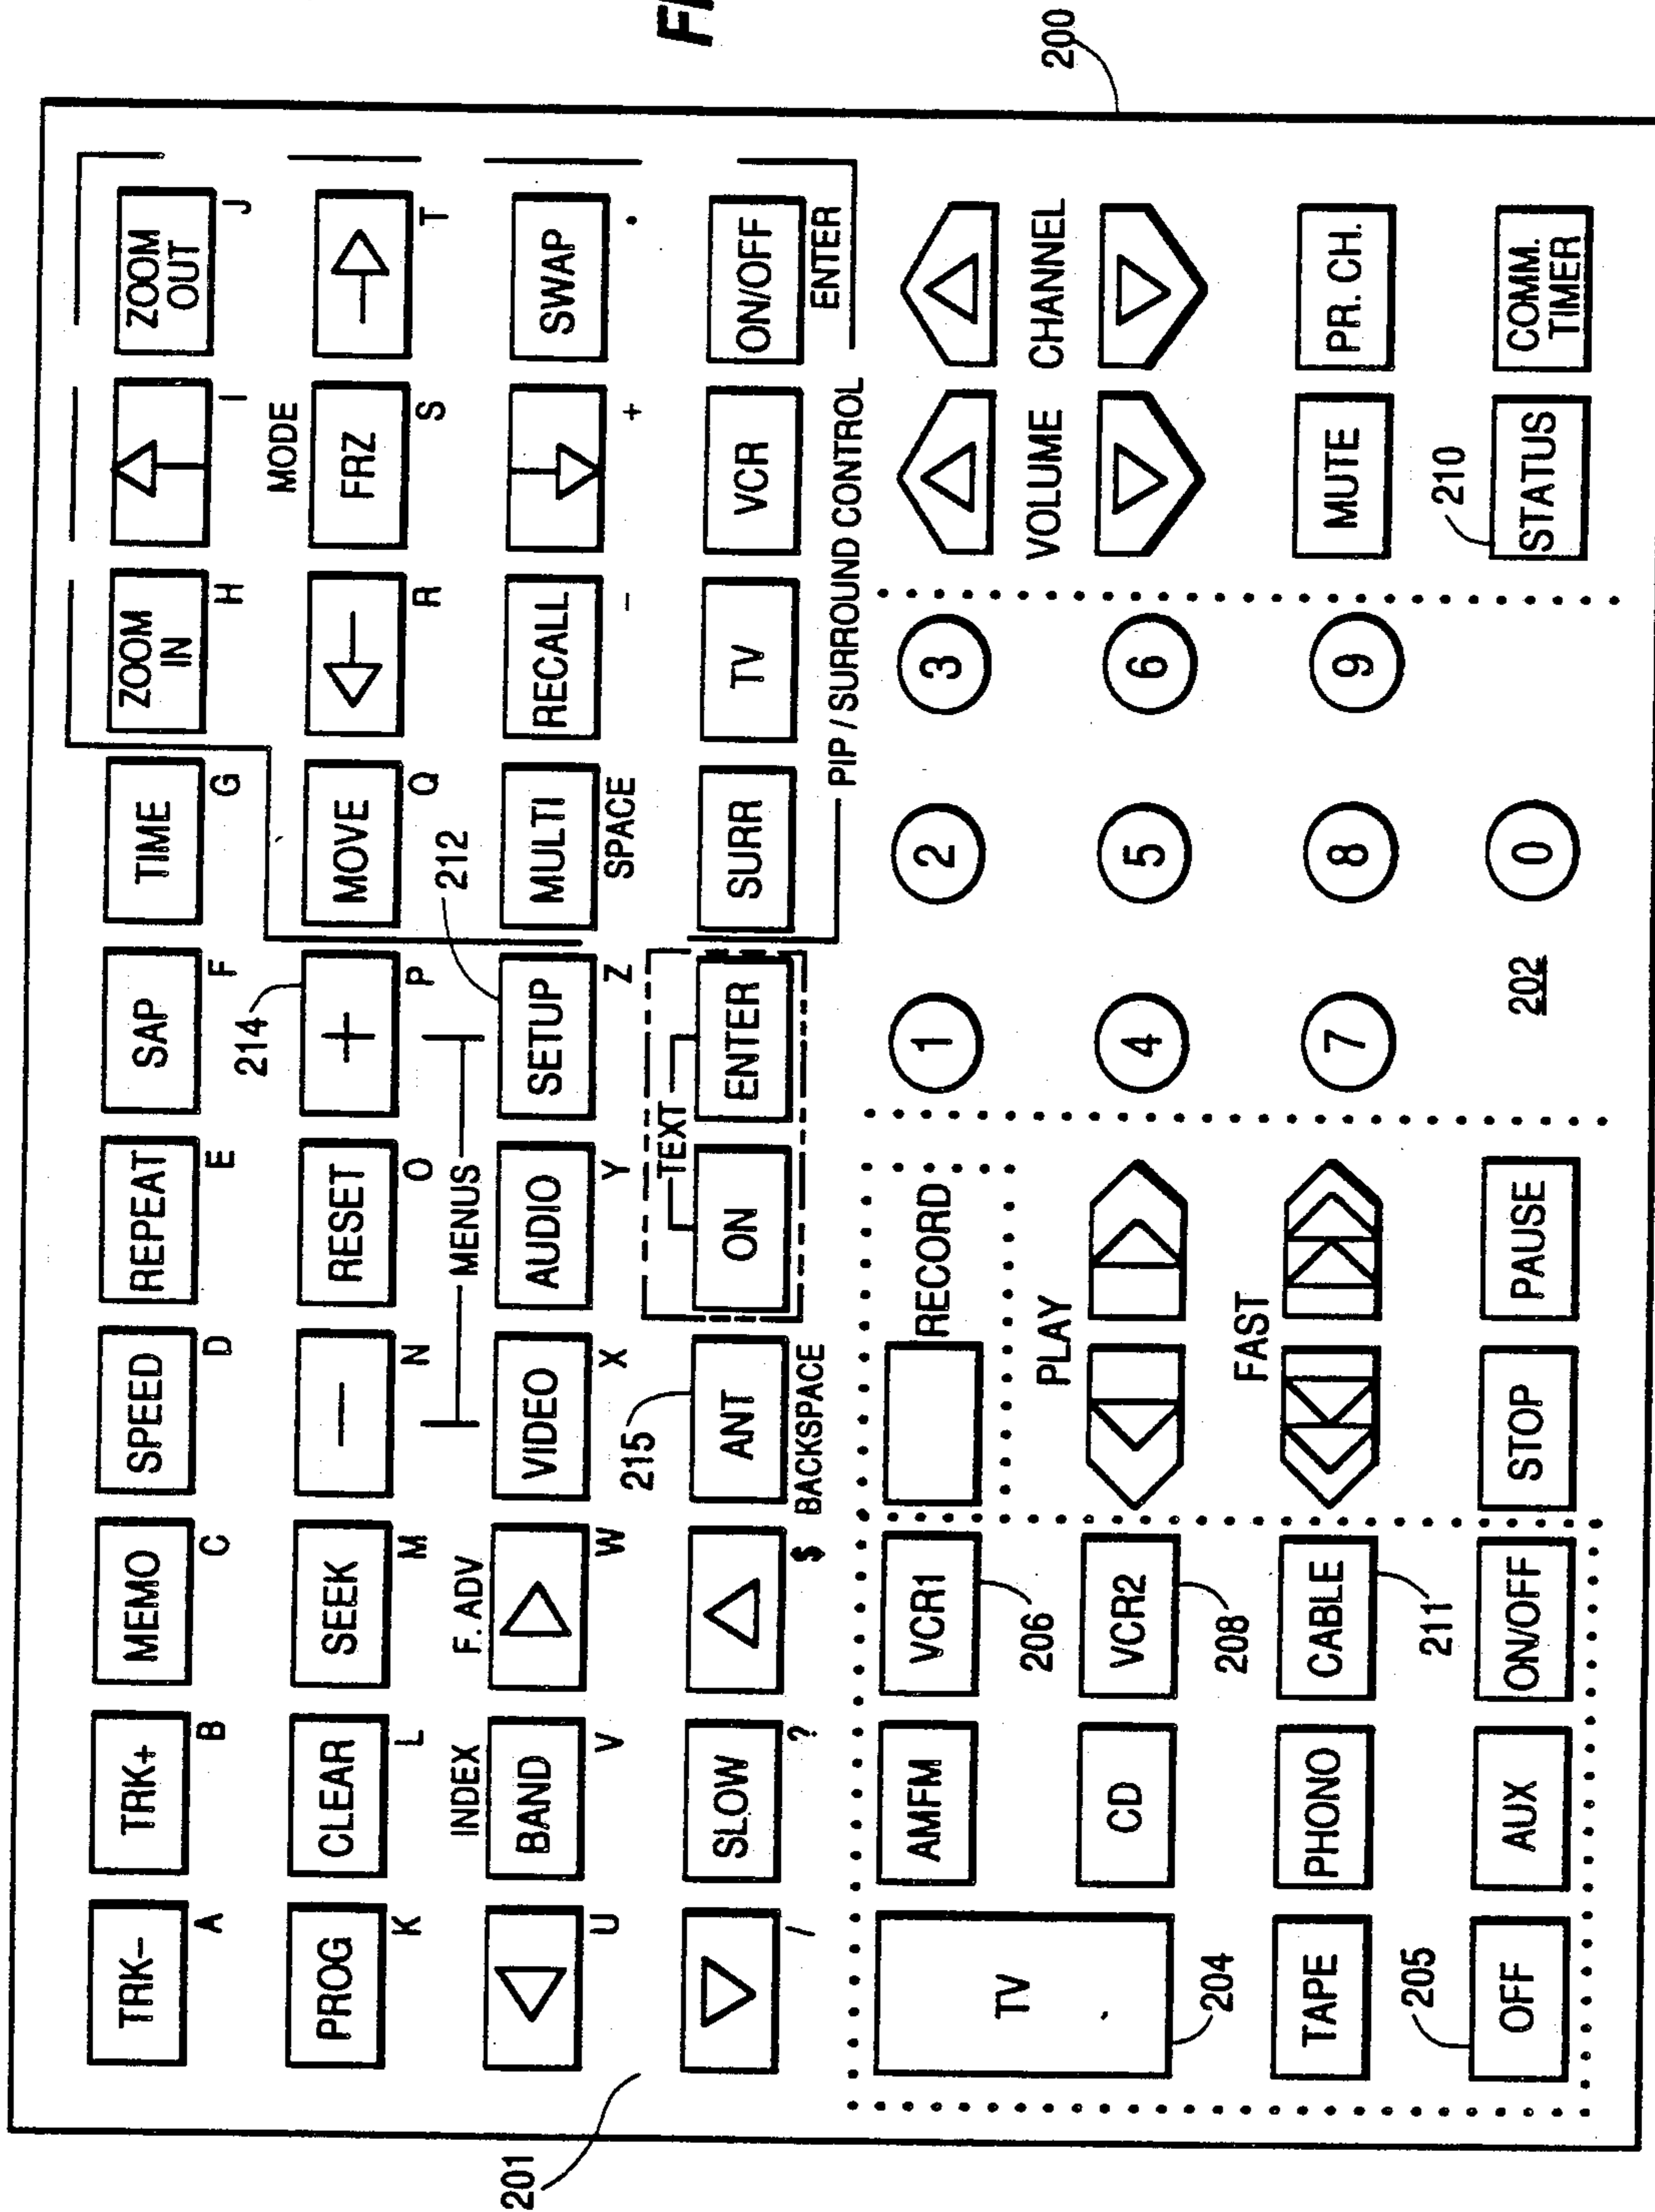 FI
200
TRK− TRK+ MEMO SPEED REPEAT SAP TIME ZOOM IN ZOOM OUT
A B C D E F G H I J
214
MODE
PROG CLEAR SEEK — RESET + MOVE FRZ
K L M N O P Q R S T
INDEX F. ADV MENUS 212
BAND VIDEO AUDIO SETUP MULTI RECALL SWAP
U V W X Y Z SPACE − + .
215 TEXT
201
SLOW ANT ON ENTER SURR TV VCR ON/OFF
/ ? $ BACKSPACE ENTER
PIP / SURROUND CONTROL
TV AMFM VCR1 RECORD 1 2 3
206 PLAY VOLUME CHANNEL
CD VCR2 4 5 6
204 208 FAST
TAPE PHONO CABLE 7 8 9 MUTE PR. CH.
205 211 202 210
OFF AUX ON/OFF STOP PAUSE 0 STATUS COMM. TIMER